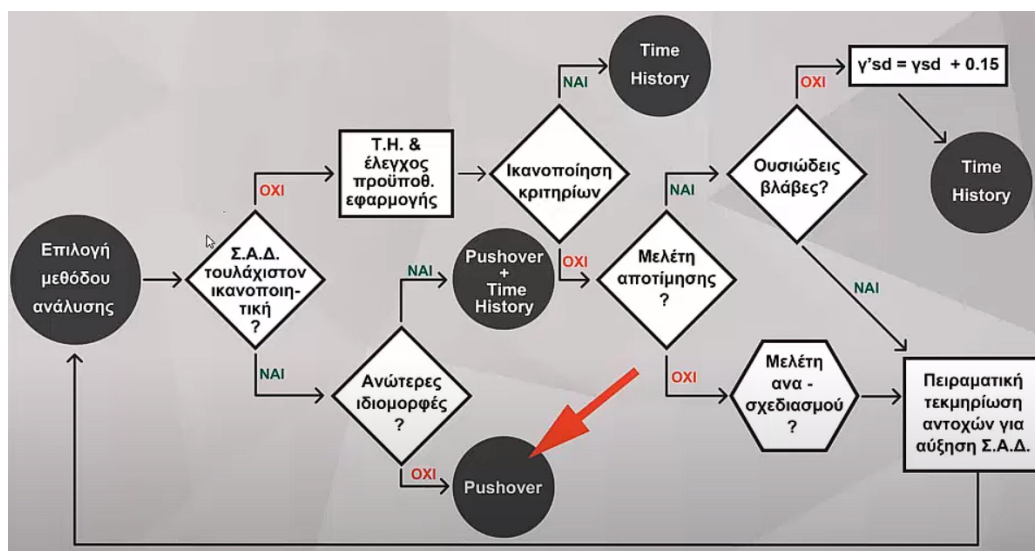 Επιλογή
μεθόδου
ανάλυσης
Σ.Α.Δ.
τουλάχιστον
ικανοποιη-
τική
?
ΟΧΙ
ΝΑΙ
Τ.Η. &
έλεγχος
προϋποθ.
εφαρμογής
Ανώτερες
ιδιομορφές
?
ΝΑΙ
ΟΧΙ
Pushover
+
Time
History
Pushover
Ικανοποίηση
κριτηρίων
ΝΑΙ
ΟΧΙ
Time
History
Μελέτη
αποτίμησης
?
ΝΑΙ
ΟΧΙ
Ουσιώδεις
βλάβες?
ΟΧΙ
ΝΑΙ
γ'sd = γsd + 0.15
Time
History
Μελέτη
ανα -
σχεδιασμού
?
Πειραματική
τεκμηρίωση
αντοχών για
αύξηση Σ.Α.Δ.